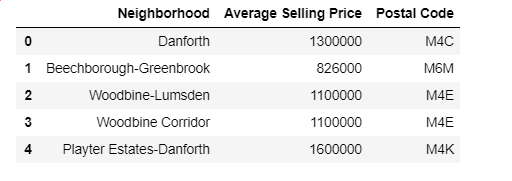 Neighborhood Average Selling Price Postal Code
0 Danforth 1300000 M4C
1 Beechborough-Greenbrook 826000 M6M
2 Woodbine-Lumsden 1100000 M4E
3 Woodbine Corridor 1100000 M4E
4 Playter Estates-Danforth 1600000 M4K